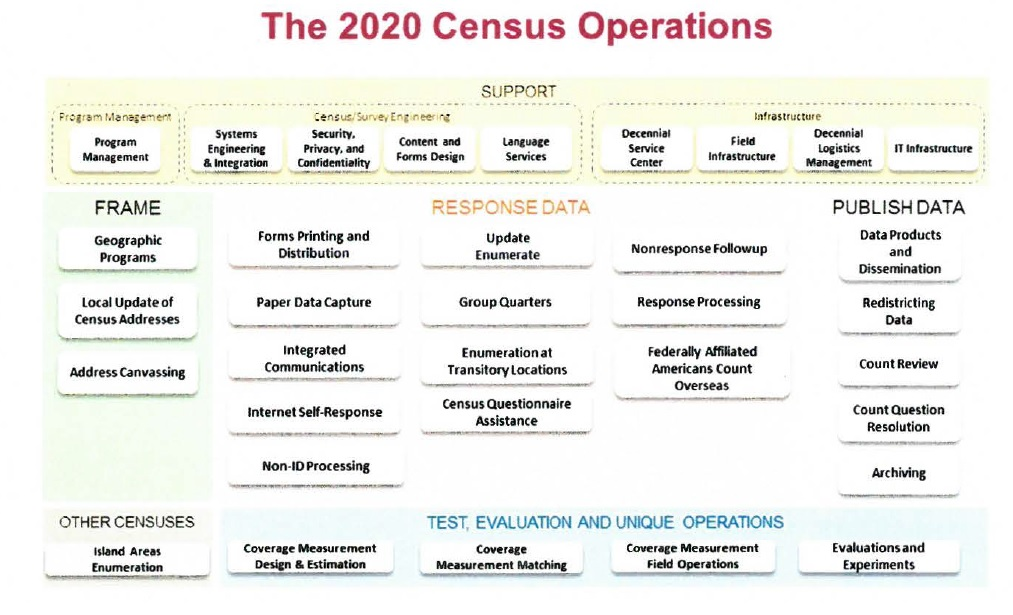 The 2020 Census Operations
SUPPORT
Program Management
Census/Survey Engineering
Infrastructure
Program
Management
Systems
Engineering
& Integration
Security,
Privacy, and
Confidentiality
Content and
Forms Design
Language
Services
Decennial
Service
Center
Field
Infrastructure
Decennial
Logistics
Management
IT Infrastructure
FRAME
Geographic
Programs
Local Update of
Census Addresses
Address Canvassing
RESPONSE DATA
Forms Printing and
Distribution
Paper Data Capture
Integrated
Communications
Internet Self-Response
Non-ID Processing
Update
Enumerate
Group Quarters
Enumeration at
Transitory Locations
Census Questionnaire
Assistance
Nonresponse Followup
Response Processing
Federally Affiliated
Americans Count
Overseas
PUBLISH DATA
Data Products
and
Dissemination
Redistricting
Data
Count Review
Count Question
Resolution
Archiving
OTHER CENSUSES
Island Areas
Enumeration
TEST, EVALUATION AND UNIQUE OPERATIONS
Coverage Measurement
Design & Estimation
Coverage
Measurement Matching
Coverage Measurement
Field Operations
Evaluations and
Experiments